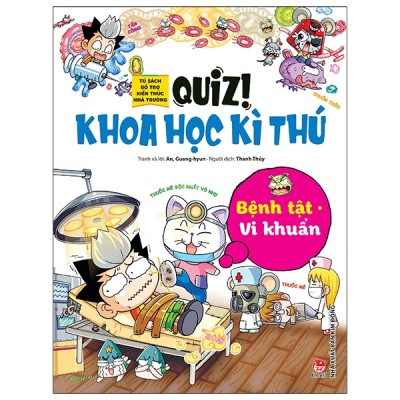 TỦ SÁCH
BỔ TRỢ
KIẾN THỨC
NHÀ TRƯỜNG
QUIZ!
KHOA HỌC KÌ THÚ
Tranh và lời: An, Guang-hyun - Người dịch: Thanh Thủy
THUỐC MÊ ĐỘC NHẤT VÔ NHỊ
Bệnh tật ·
Vi khuẩn
THUỐC MÊ
NHÀ XUẤT BẢN KIM ĐỒNG